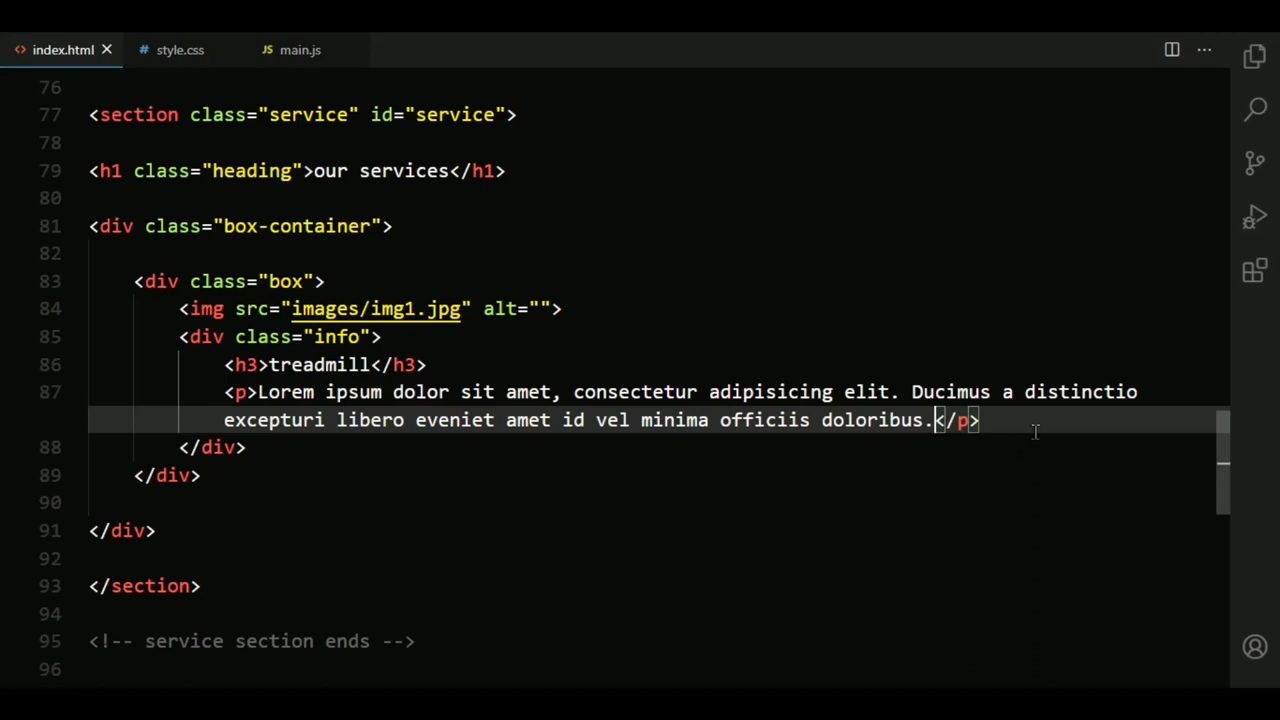 <> index.html × # style.css JS main.js ...
76
77 <section class="service" id="service">
78
79 <h1 class="heading">our services</h1>
80
81 <div class="box-container">
82
83 <div class="box">
84 <img src="images/img1.jpg" alt="">
85 <div class="info">
86 <h3>treadmill</h3>
87 <p>Lorem ipsum dolor sit amet, consectetur adipisicing elit. Ducimus a distinctio
excepturi libero eveniet amet id vel minima officiis doloribus.</p>
88 </div>
89 </div>
90
91 </div>
92
93 </section>
94
95 <!-- service section ends -->
96